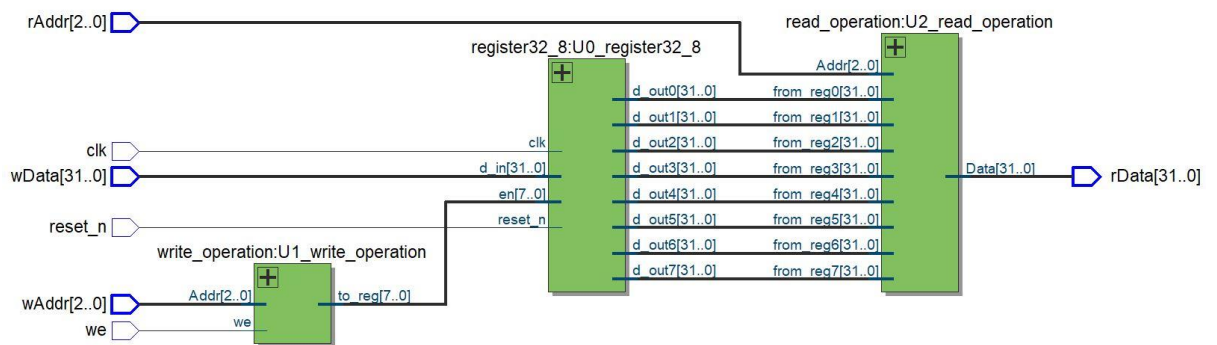 rAddr[2..0]
read_operation:U2_read_operation
register32_8:U0_register32_8
Addr[2..0]
d_out0[31..0] from_reg0[31..0]
d_out1[31..0] from_reg1[31..0]
clk clk d_out2[31..0] from_reg2[31..0]
wData[31..0] d_in[31..0] d_out3[31..0] from_reg3[31..0] Data[31..0] rData[31..0]
en[7..0] d_out4[31..0] from_reg4[31..0]
reset_n reset_n d_out5[31..0] from_reg5[31..0]
write_operation:U1_write_operation d_out6[31..0] from_reg6[31..0]
d_out7[31..0] from_reg7[31..0]
wAddr[2..0] Addr[2..0] to_reg[7..0]
we we